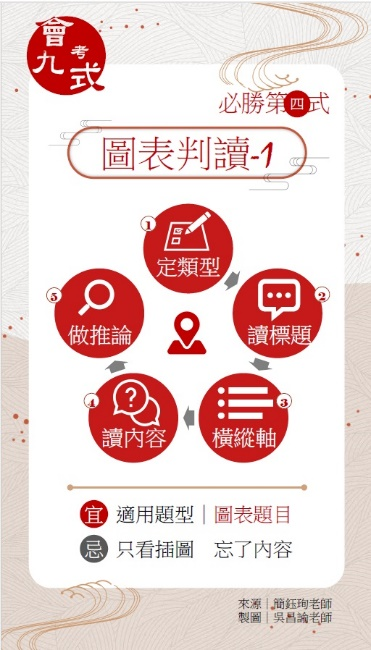 會考
九式
必勝第四式
圖表判讀-1
1
定類型
5
做推論
2
讀標題
4
讀內容
3
橫縱軸
宜 適用題型｜圖表題目
忌 只看插圖 忘了內容
來源｜簡鈺珣老師
製圖｜吳昌諭老師